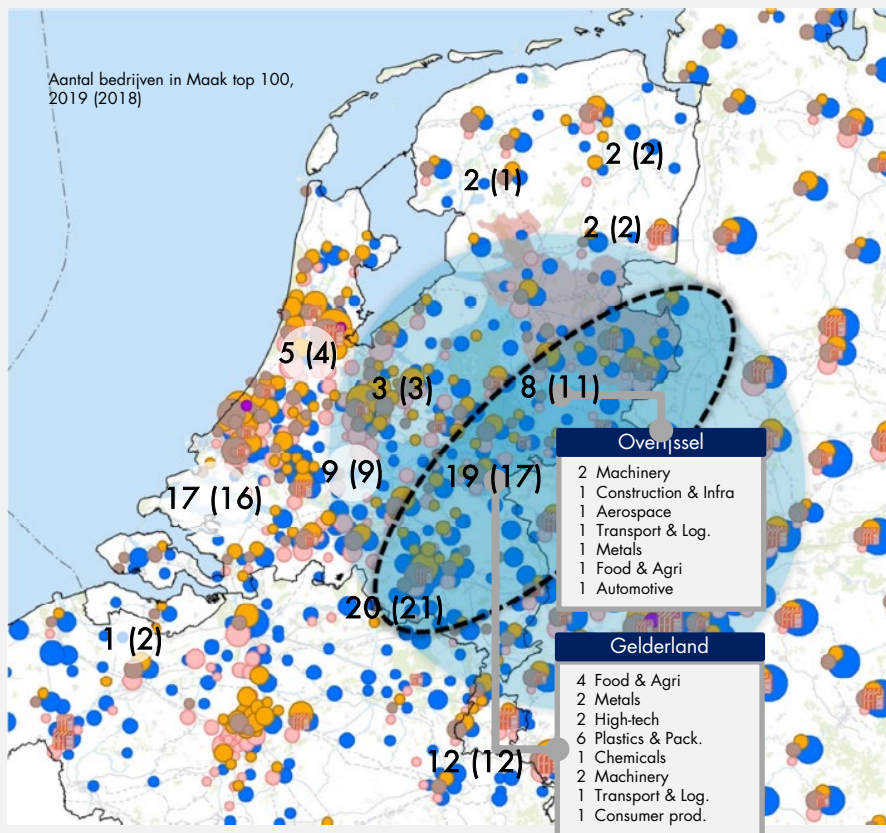 Aantal bedrijven in Maak top 100,
2019 (2018)
2 (2)
2 (1)
2 (2)
5 (4)
3 (3)
8 (11)
9 (9)
19 (17)
17 (16)
20 (21)
1 (2)
12 (12)
Overijssel
2 Machinery
1 Construction & Infra
1 Aerospace
1 Transport & Log.
1 Metals
1 Food & Agri
1 Automotive
Gelderland
4 Food & Agri
2 Metals
2 High-tech
6 Plastics & Pack.
1 Chemicals
2 Machinery
1 Transport & Log.
1 Consumer prod.